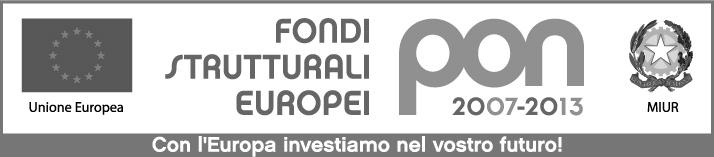 Unione Europea
FONDI
STRUTTURALI
EUROPEI
pon
2007-2013
MIUR
Con l'Europa investiamo nel vostro futuro!